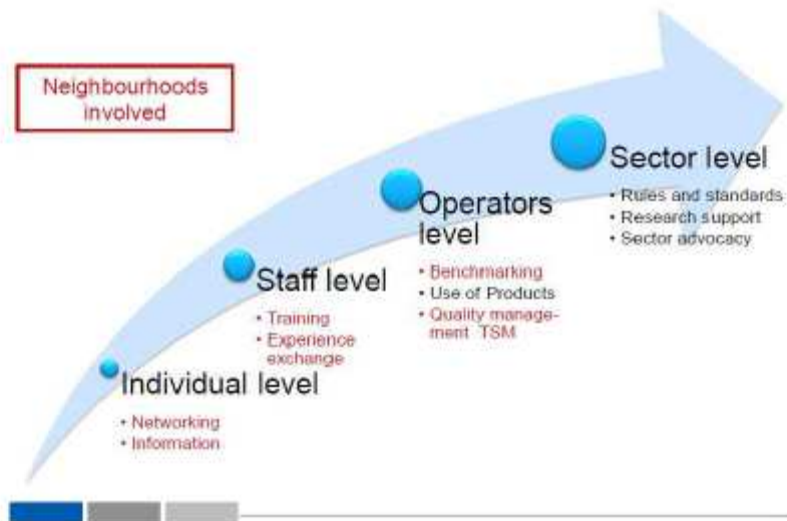 Neighbourhoods
involved
Sector level
• Rules and standards
• Research support
• Sector advocacy
Operators
level
• Benchmarking
• Use of Products
• Quality manage-
ment TSM
Staff level
• Training
• Experience
exchange
Individual level
• Networking
• Information